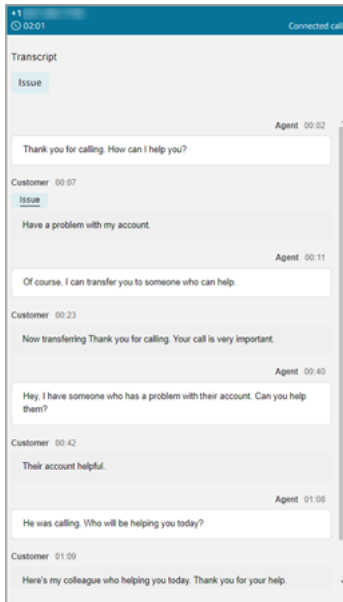 +1
02:01 Connected call
Transcript
Issue
Agent 00:02
Thank you for calling. How can I help you?
Customer 00:07
Issue
Have a problem with my account.
Agent 00:11
Of course, I can transfer you to someone who can help.
Customer 00:23
Now transferring Thank you for calling. Your call is very important.
Agent 00:40
Hey, I have someone who has a problem with their account. Can you help
them?
Customer 00:42
Their account helpful.
Agent 01:08
He was calling. Who will be helping you today?
Customer 01:09
Here's my colleague who helping you today. Thank you for your help.